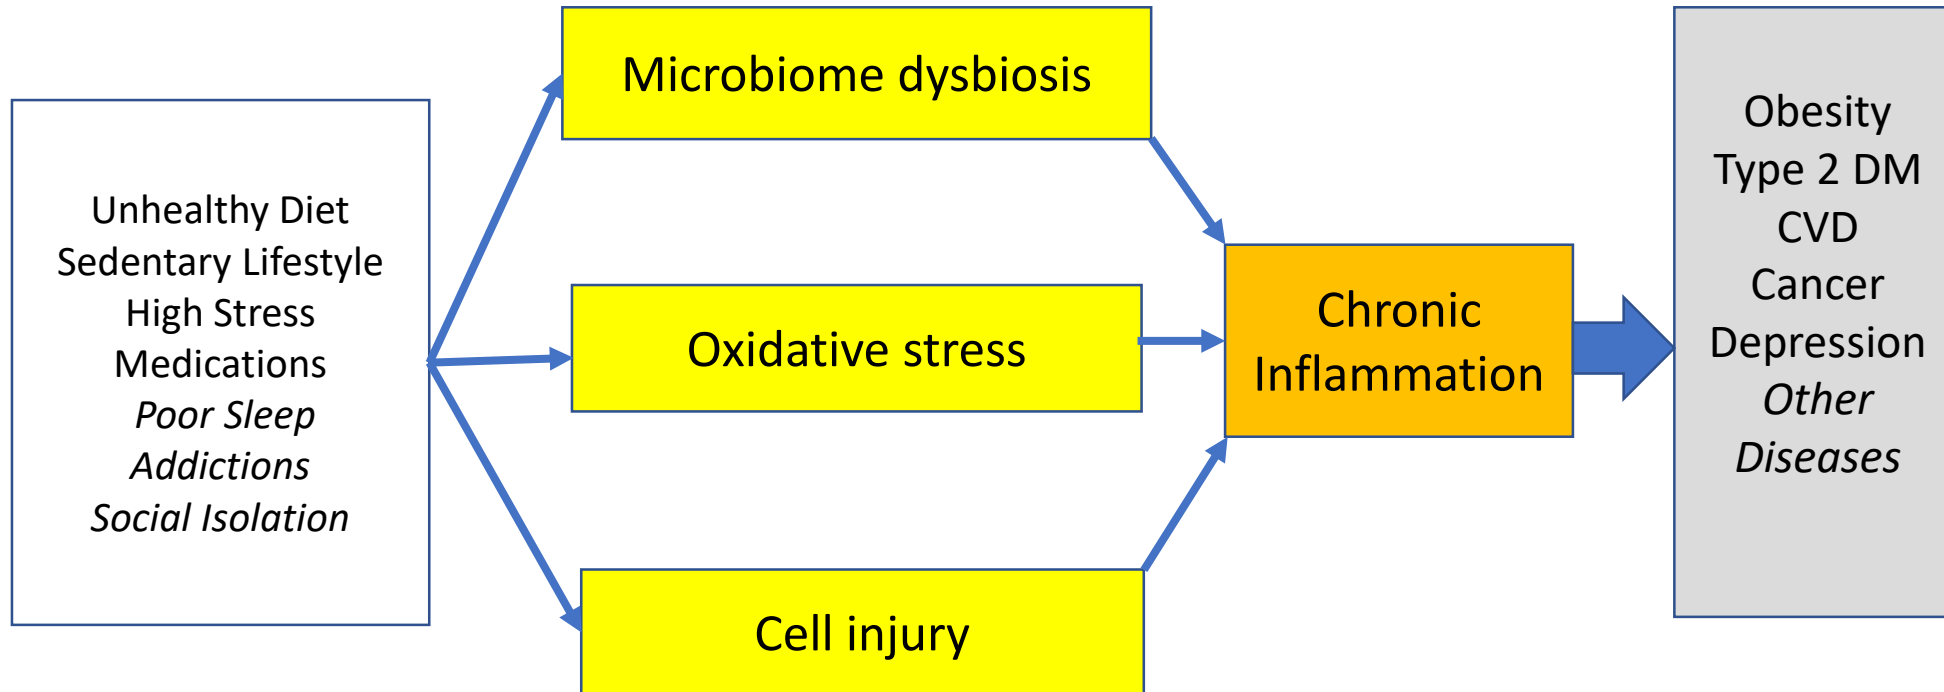 Unhealthy Diet
Sedentary Lifestyle
High Stress
Medications
Poor Sleep
Addictions
Social Isolation
Microbiome dysbiosis
Oxidative stress
Cell injury
Chronic
Inflammation
Obesity
Type 2 DM
CVD
Cancer
Depression
Other
Diseases